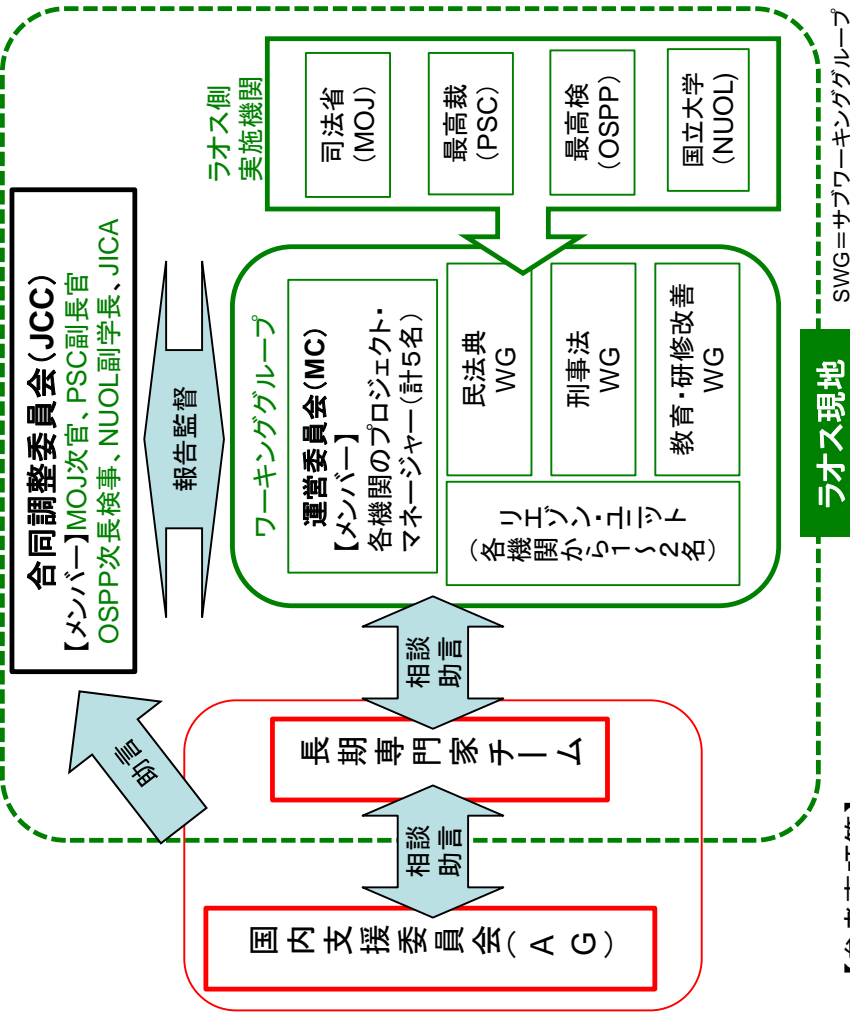 合同調整委員会(JCC)
【メンバー】MOJ次官、PSC副長官
OSPP次長検事、NUOL副学長、JICA
助言
報告監督
ワーキンググループ
運営委員会(MC)
【メンバー】
各機関のプロジェクト・
マネージャー(計5名)
リエゾン・ユニット
(各機関から1～2名)
民法典
WG
刑事法
WG
教育・研修改善
WG
ラオス側
実施機関
司法省
(MOJ)
最高裁
(PSC)
最高検
(OSPP)
国立大学
(NUOL)
国内支援委員会(AG)
相談
助言
長期専門家チーム
相談
助言
ラオス現地
SWG=サブワーキンググループ